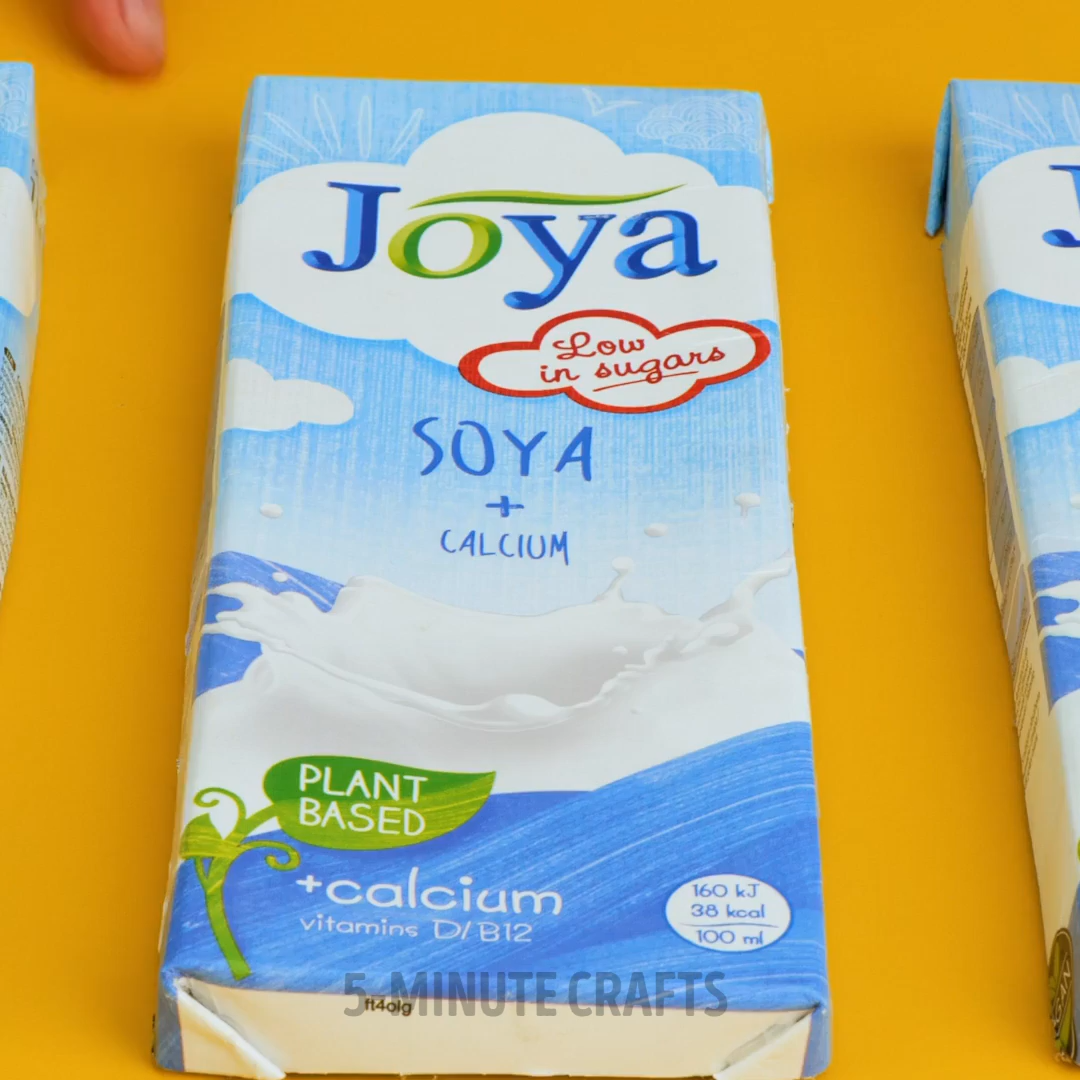 Joya
Low
in sugars
SOYA
+
CALCIUM
PLANT
BASED
+calcium
vitamins D/B12
160 kJ
38 kcal
100 ml
5-MINUTE CRAFTS
ft4olg